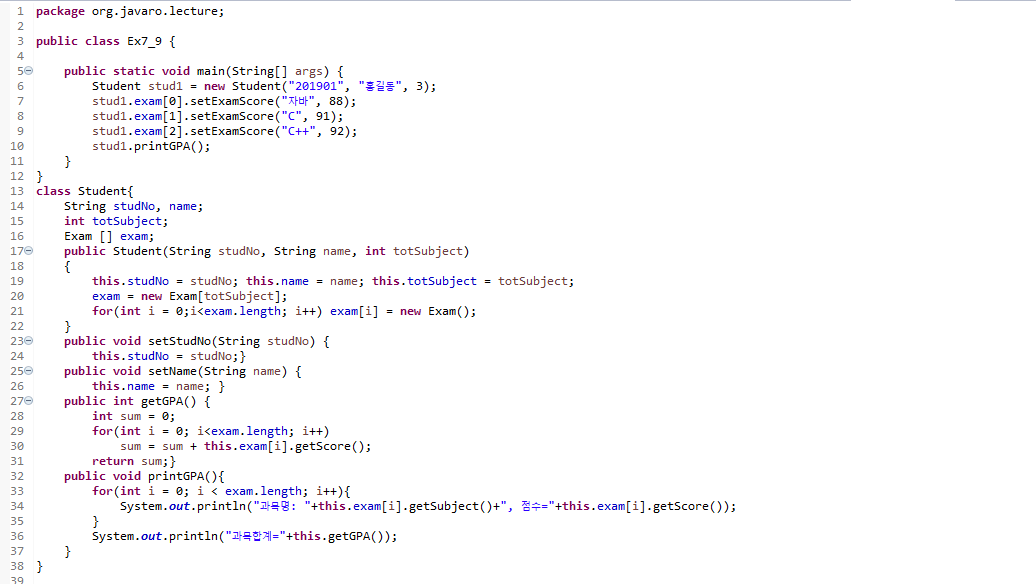 1 package org.javaro.lecture;
2
3 public class Ex7_9 {
4
5 public static void main(String[] args) {
6 Student stud1 = new Student("201901", "홍길동", 3);
7 stud1.exam[0].setExamScore("자바", 88);
8 stud1.exam[1].setExamScore("C", 91);
9 stud1.exam[2].setExamScore("C++", 92);
10 stud1.printGPA();
11 }
12 }
13 class Student{
14 String studNo, name;
15 int totSubject;
16 Exam [] exam;
17 public Student(String studNo, String name, int totSubject)
18 {
19 this.studNo = studNo; this.name = name; this.totSubject = totSubject;
20 exam = new Exam[totSubject];
21 for(int i = 0;i<exam.length; i++) exam[i] = new Exam();
22 }
23 public void setStudNo(String studNo) {
24 this.studNo = studNo;}
25 public void setName(String name) {
26 this.name = name; }
27 public int getGPA() {
28 int sum = 0;
29 for(int i = 0; i<exam.length; i++)
30 sum = sum + this.exam[i].getScore();
31 return sum;}
32 public void printGPA(){
33 for(int i = 0; i < exam.length; i++){
34 System.out.println("과목명: "+this.exam[i].getSubject()+", 점수="+this.exam[i].getScore());
35 }
36 System.out.println("과목합계="+this.getGPA());
37 }
38 }
39